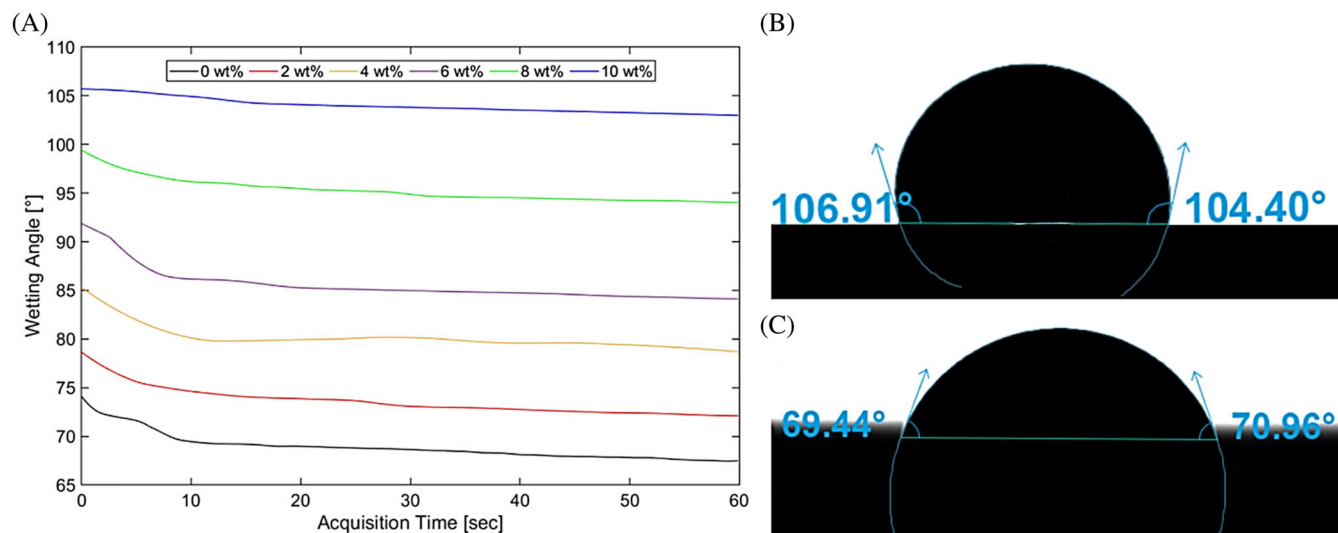 (A)
110
105
100
95
90
85
80
75
70
65
Wetting Angle [°]
0 wt% 2 wt% 4 wt% 6 wt% 8 wt% 10 wt%
0 10 20 30 40 50 60
Acquisition Time [sec]
(B)
106.91° 104.40°
(C)
69.44° 70.96°